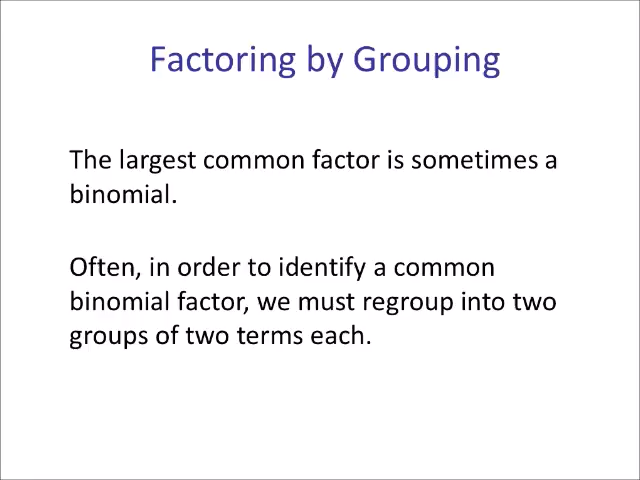 Factoring by Grouping
The largest common factor is sometimes a
binomial.
Often, in order to identify a common
binomial factor, we must regroup into two
groups of two terms each.